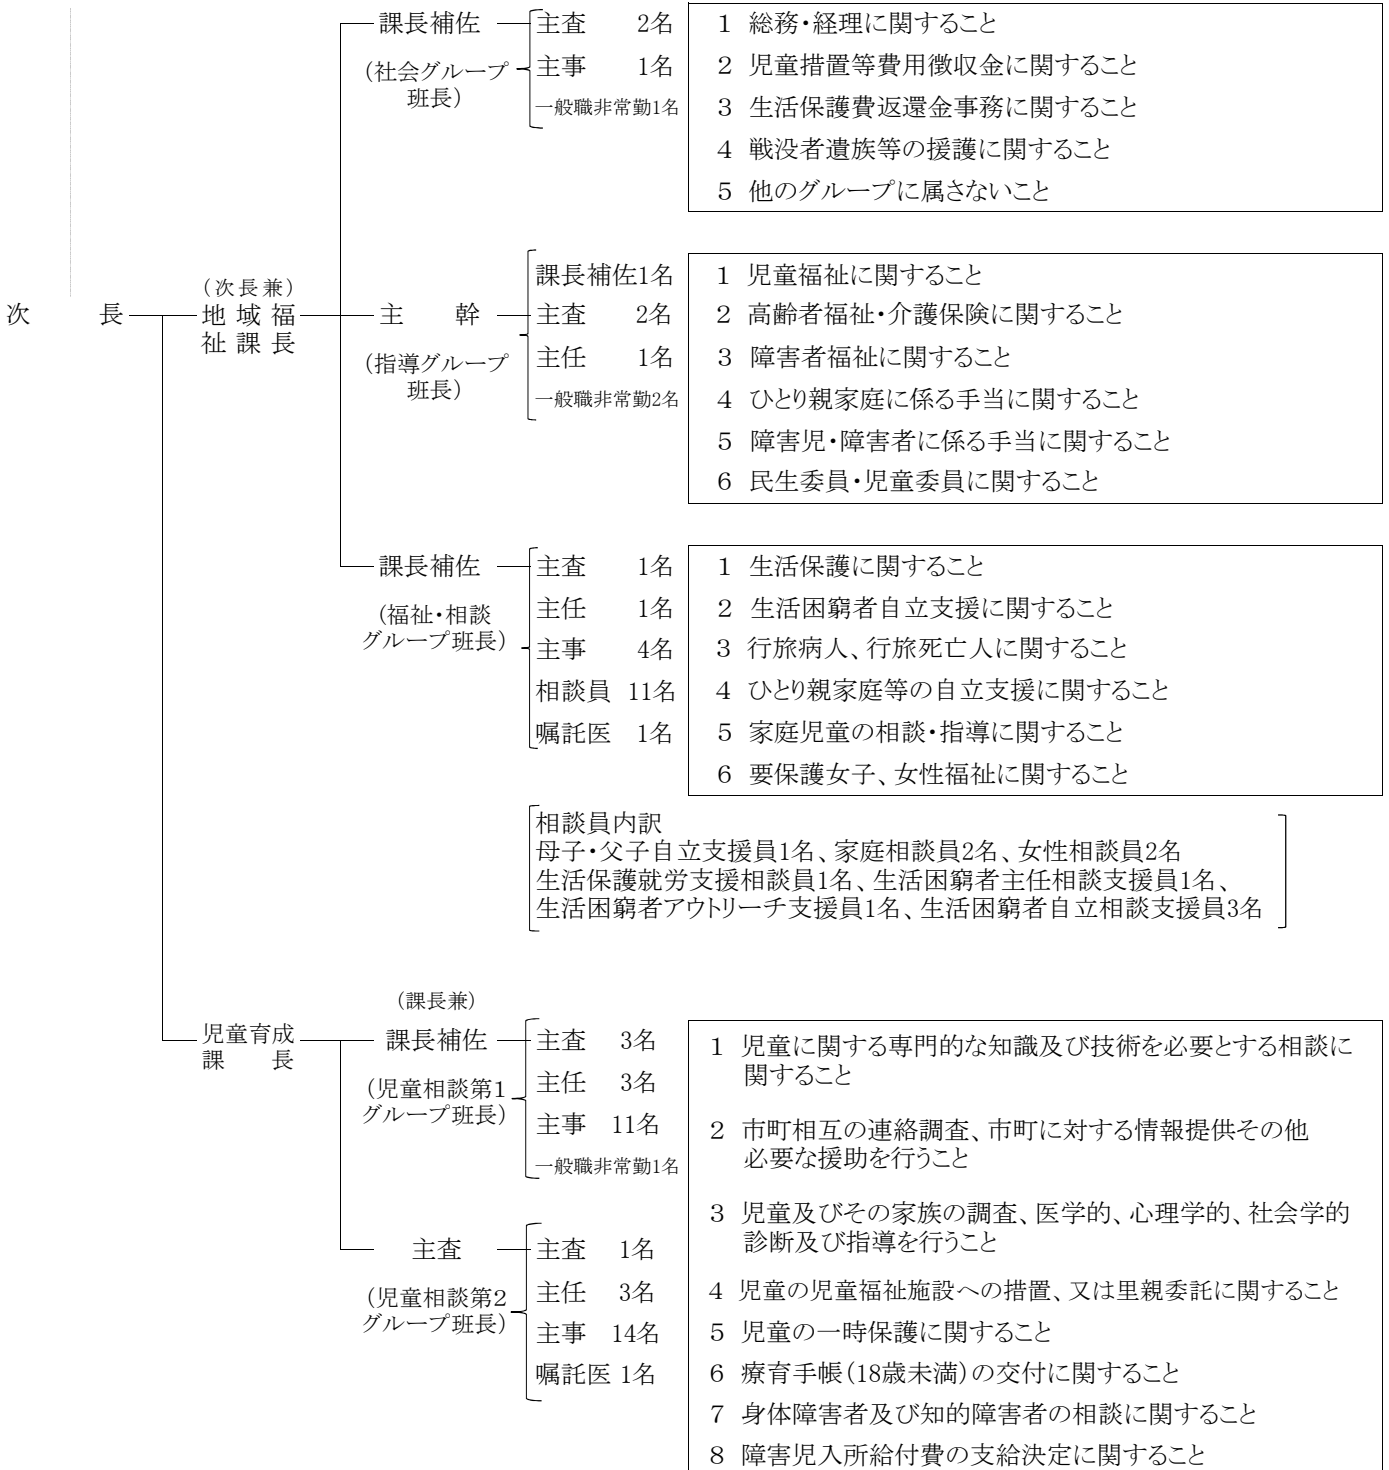 課長補佐
(社会グループ
班長)
主査 2名
主事 1名
一般職非常勤1名
1 総務・経理に関すること
2 児童措置等費用徴収金に関すること
3 生活保護費返還金事務に関すること
4 戦没者遺族等の援護に関すること
5 他のグループに属さないこと
次 長
(次長兼)
地域福
祉課長
主 幹
(指導グループ
班長)
課長補佐1名
主査 2名
主任 1名
一般職非常勤2名
1 児童福祉に関すること
2 高齢者福祉・介護保険に関すること
3 障害者福祉に関すること
4 ひとり親家庭に係る手当に関すること
5 障害児・障害者に係る手当に関すること
6 民生委員・児童委員に関すること
課長補佐
(福祉・相談
グループ班長)
主査 1名
主任 1名
主事 4名
相談員 11名
嘱託医 1名
1 生活保護に関すること
2 生活困窮者自立支援に関すること
3 行旅病人、行旅死亡人に関すること
4 ひとり親家庭等の自立支援に関すること
5 家庭児童の相談・指導に関すること
6 要保護女子、女性福祉に関すること
相談員内訳
母子・父子自立支援員1名、家庭相談員2名、女性相談員2名
生活保護就労支援相談員1名、生活困窮者主任相談支援員1名、
生活困窮者アウトリーチ支援員1名、生活困窮者自立相談支援員3名
児童育成
課 長
(課長兼)
課長補佐
(児童相談第1
グループ班長)
主査 3名
主任 3名
主事 11名
一般職非常勤1名
主査
(児童相談第2
グループ班長)
主査 1名
主任 3名
主事 14名
嘱託医 1名
1 児童に関する専門的な知識及び技術を必要とする相談に
関すること
2 市町相互の連絡調査、市町に対する情報提供その他
必要な援助を行うこと
3 児童及びその家族の調査、医学的、心理学的、社会学的
診断及び指導を行うこと
4 児童の児童福祉施設への措置、又は里親委託に関すること
5 児童の一時保護に関すること
6 療育手帳(18歳未満)の交付に関すること
7 身体障害者及び知的障害者の相談に関すること
8 障害児入所給付費の支給決定に関すること